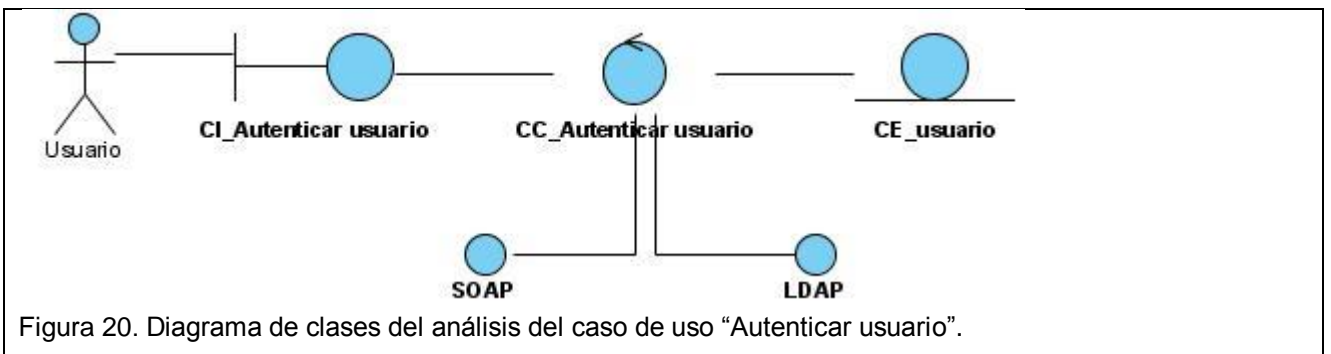 Usuario
CI_Autenticar usuario
CC_Autenticar usuario
CE_usuario
SOAP
LDAP
Figura 20. Diagrama de clases del análisis del caso de uso “Autenticar usuario”.